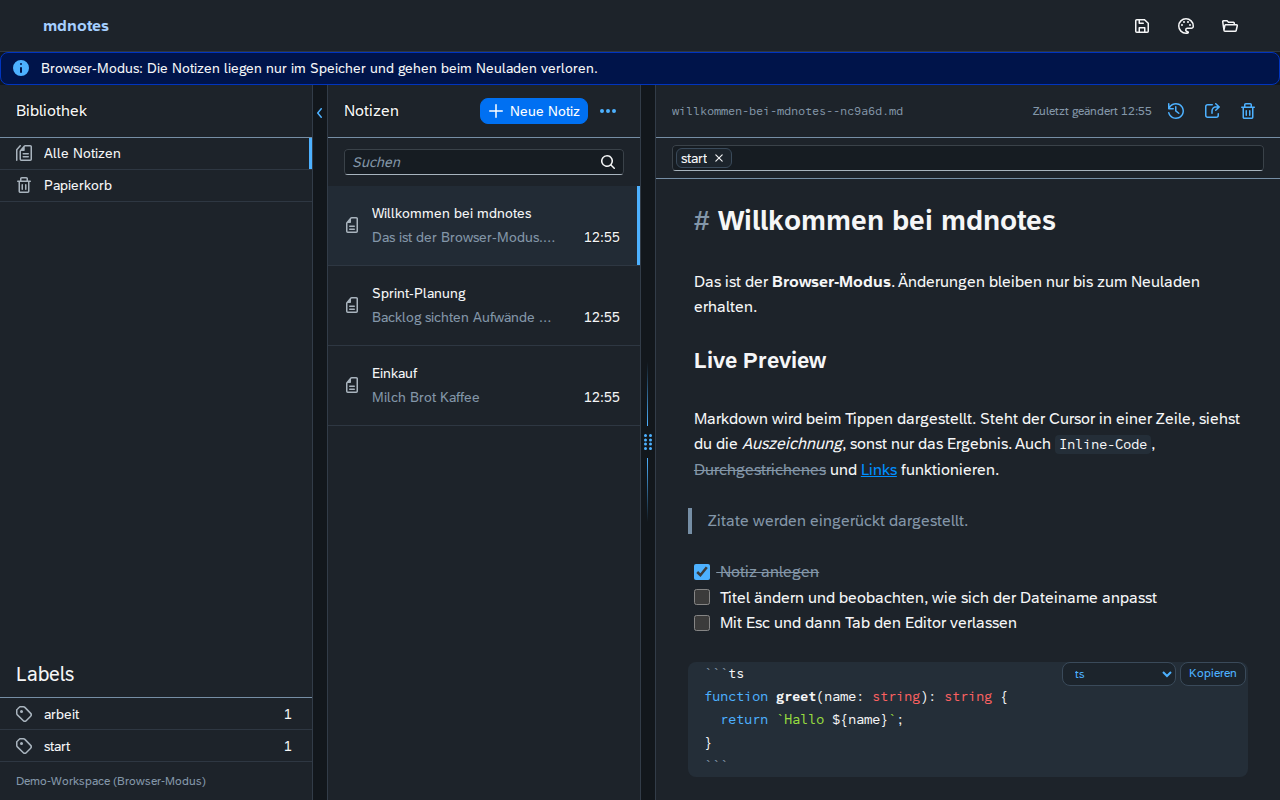 mdnotes
Browser-Modus: Die Notizen liegen nur im Speicher und gehen beim Neuladen verloren.
Bibliothek
Alle Notizen
Papierkorb
Labels
arbeit 1
start 1
Demo-Workspace (Browser-Modus)
Notizen
Neue Notiz
Suchen
Willkommen bei mdnotes
Das ist der Browser-Modus.... 12:55
Sprint-Planung
Backlog sichten Aufwände ... 12:55
Einkauf
Milch Brot Kaffee 12:55
willkommen-bei-mdnotes--nc9a6d.md
Zuletzt geändert 12:55
start
# Willkommen bei mdnotes
Das ist der Browser-Modus. Änderungen bleiben nur bis zum Neuladen
erhalten.
Live Preview
Markdown wird beim Tippen dargestellt. Steht der Cursor in einer Zeile, siehst
du die Auszeichnung, sonst nur das Ergebnis. Auch Inline-Code,
Durchgestrichenes und Links funktionieren.
Zitate werden eingerückt dargestellt.
Notiz anlegen
Titel ändern und beobachten, wie sich der Dateiname anpasst
Mit Esc und dann Tab den Editor verlassen
```ts
ts
Kopieren
function greet(name: string): string {
  return `Hallo ${name}`;
}
```